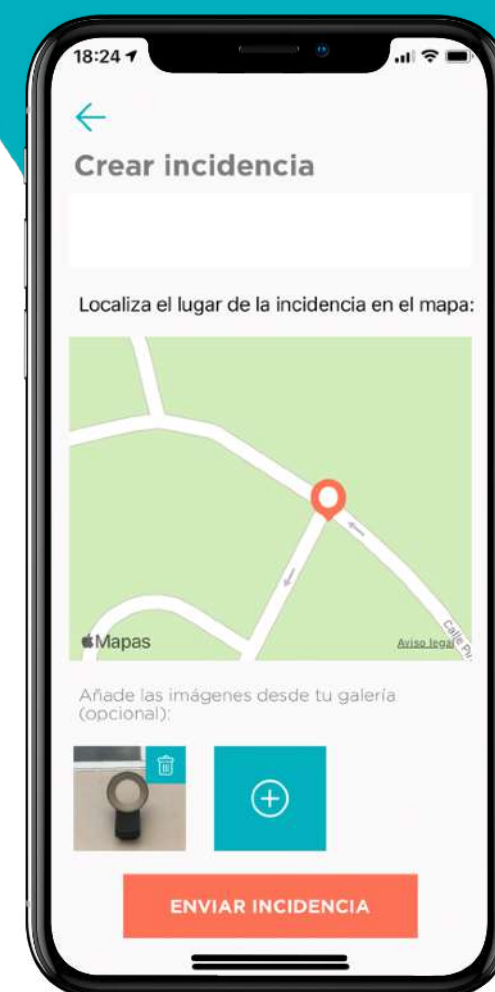 18:24
Crear incidencia
Localiza el lugar de la incidencia en el mapa:
Calle
Mapas
Aviso legal
Añade las imágenes desde tu galería
(opcional):
ENVIAR INCIDENCIA